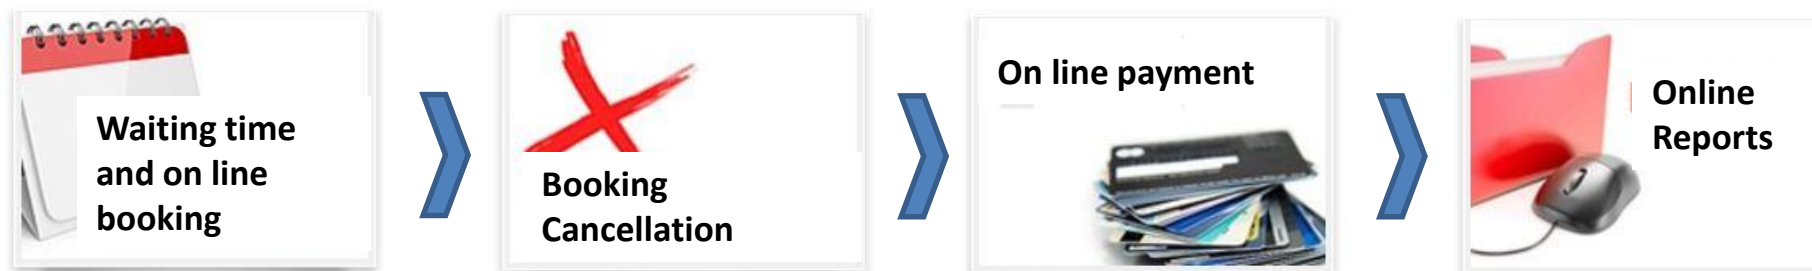 Waiting time
and on line
booking
Booking
Cancellation
On line payment
Online
Reports